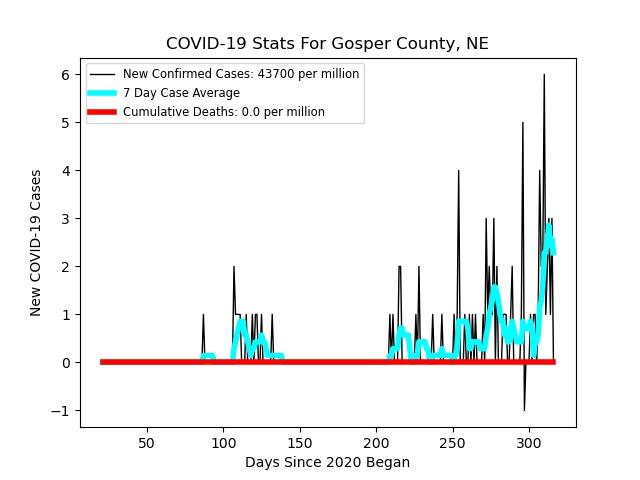 COVID-19 Stats For Gosper County, NE
New Confirmed Cases: 43700 per million
7 Day Case Average
Cumulative Deaths: 0.0 per million
New COVID-19 Cases
6
5
4
3
2
1
0
−1
50 100 150 200 250 300
Days Since 2020 Began